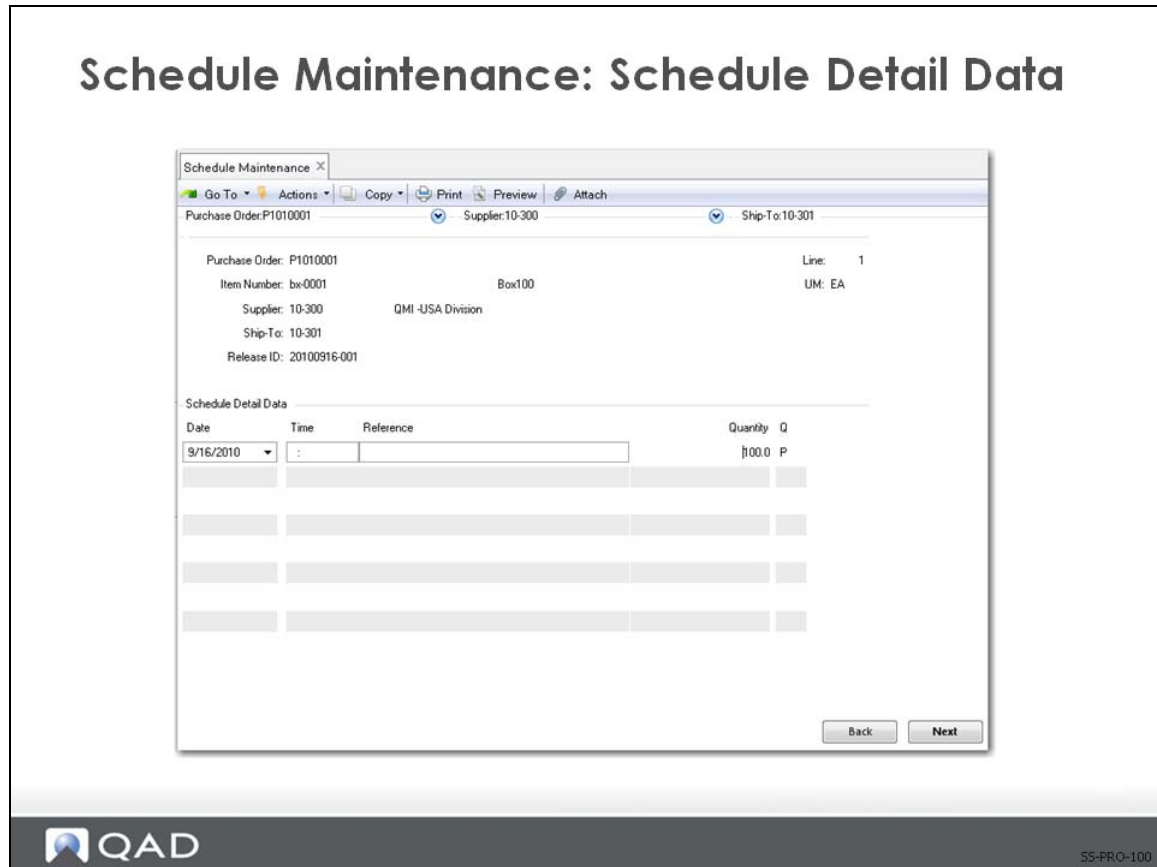 Schedule Maintenance: Schedule Detail Data
Schedule Maintenance X
Go To Actions Copy Print Preview Attach
Purchase Order:P1010001 Supplier:10-300 Ship-To:10-301
Purchase Order: P1010001 Line: 1
Item Number: bx-0001 Box100 UM: EA
Supplier: 10-300 QMI -USA Division
Ship-To: 10-301
Release ID: 20100916-001
Schedule Detail Data
Date Time Reference Quantity Q
9/16/2010 : 100.0 P
Back Next
QAD
SS-PRO-100